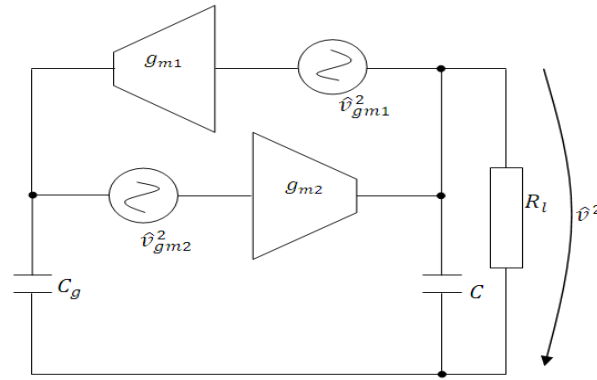 g_{m1}
v̂²_{gm1}
g_{m2}
v̂²_{gm2}
R_l
v̂²
C_g
C